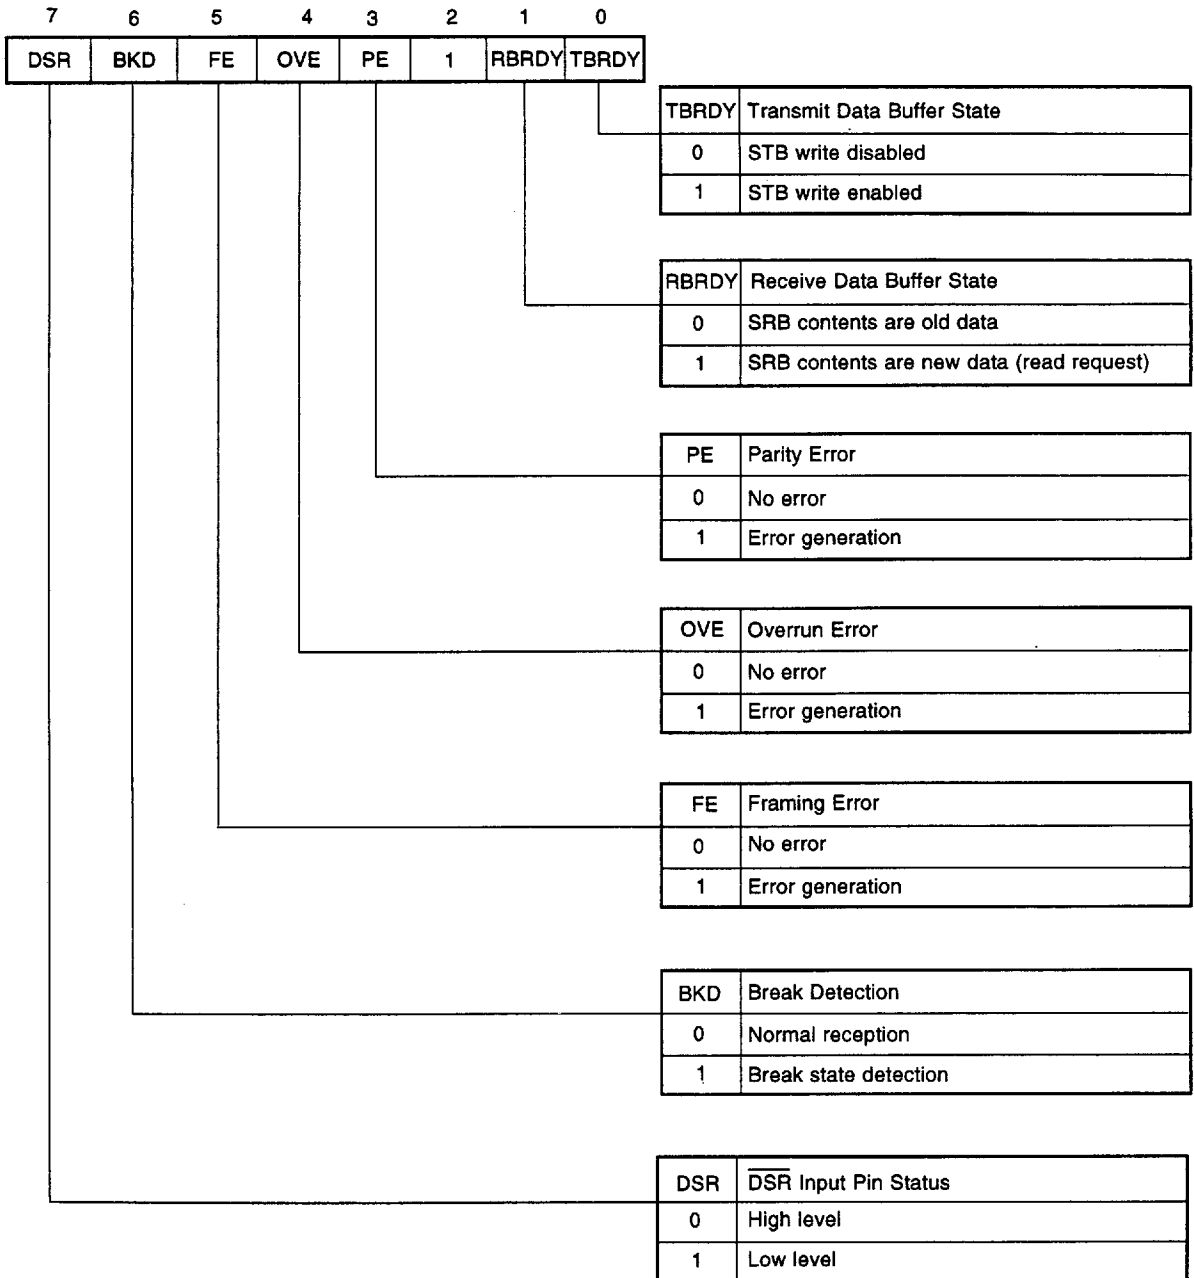 7 6 5 4 3 2 1 0
DSR BKD FE OVE PE 1 RBRDY TBRDY
TBRDY Transmit Data Buffer State
0 STB write disabled
1 STB write enabled
RBRDY Receive Data Buffer State
0 SRB contents are old data
1 SRB contents are new data (read request)
PE Parity Error
0 No error
1 Error generation
OVE Overrun Error
0 No error
1 Error generation
FE Framing Error
0 No error
1 Error generation
BKD Break Detection
0 Normal reception
1 Break state detection
DSR D̅S̅R̅ Input Pin Status
0 High level
1 Low level